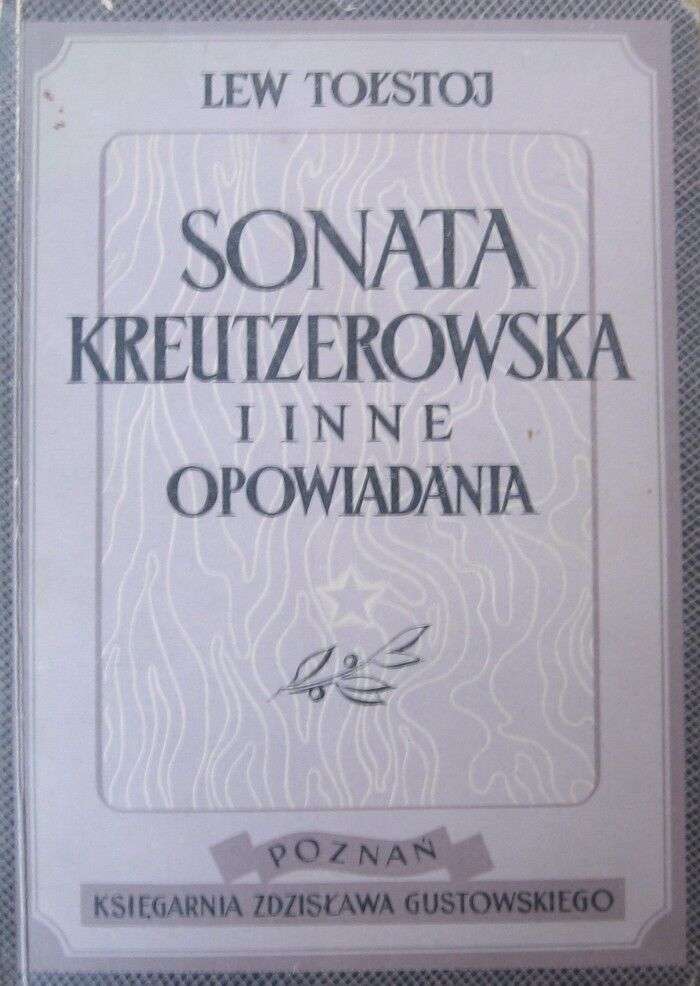 LEW TOŁSTOJ
SONATA
KREUTZEROWSKA
I INNE
OPOWIADANIA
POZNAŃ
KSIĘGARNIA ZDZISŁAWA GUSTOWSKIEGO